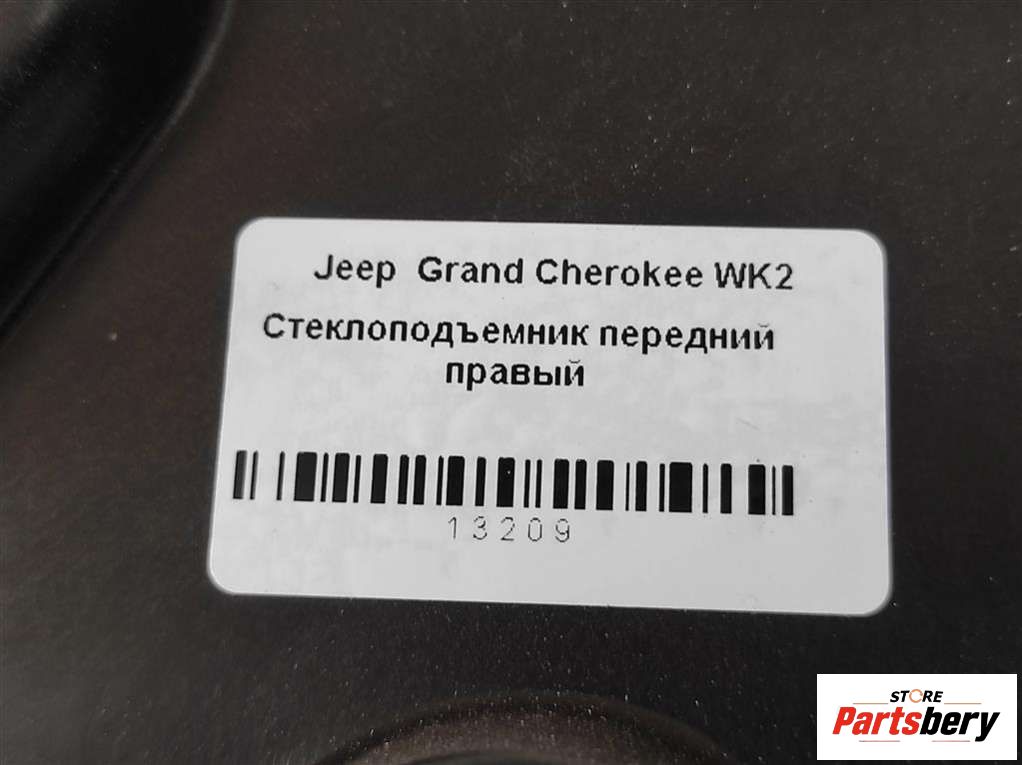 Jeep Grand Cherokee WK2
Стеклоподъемник передний
правый
13209
STORE
Partsbery